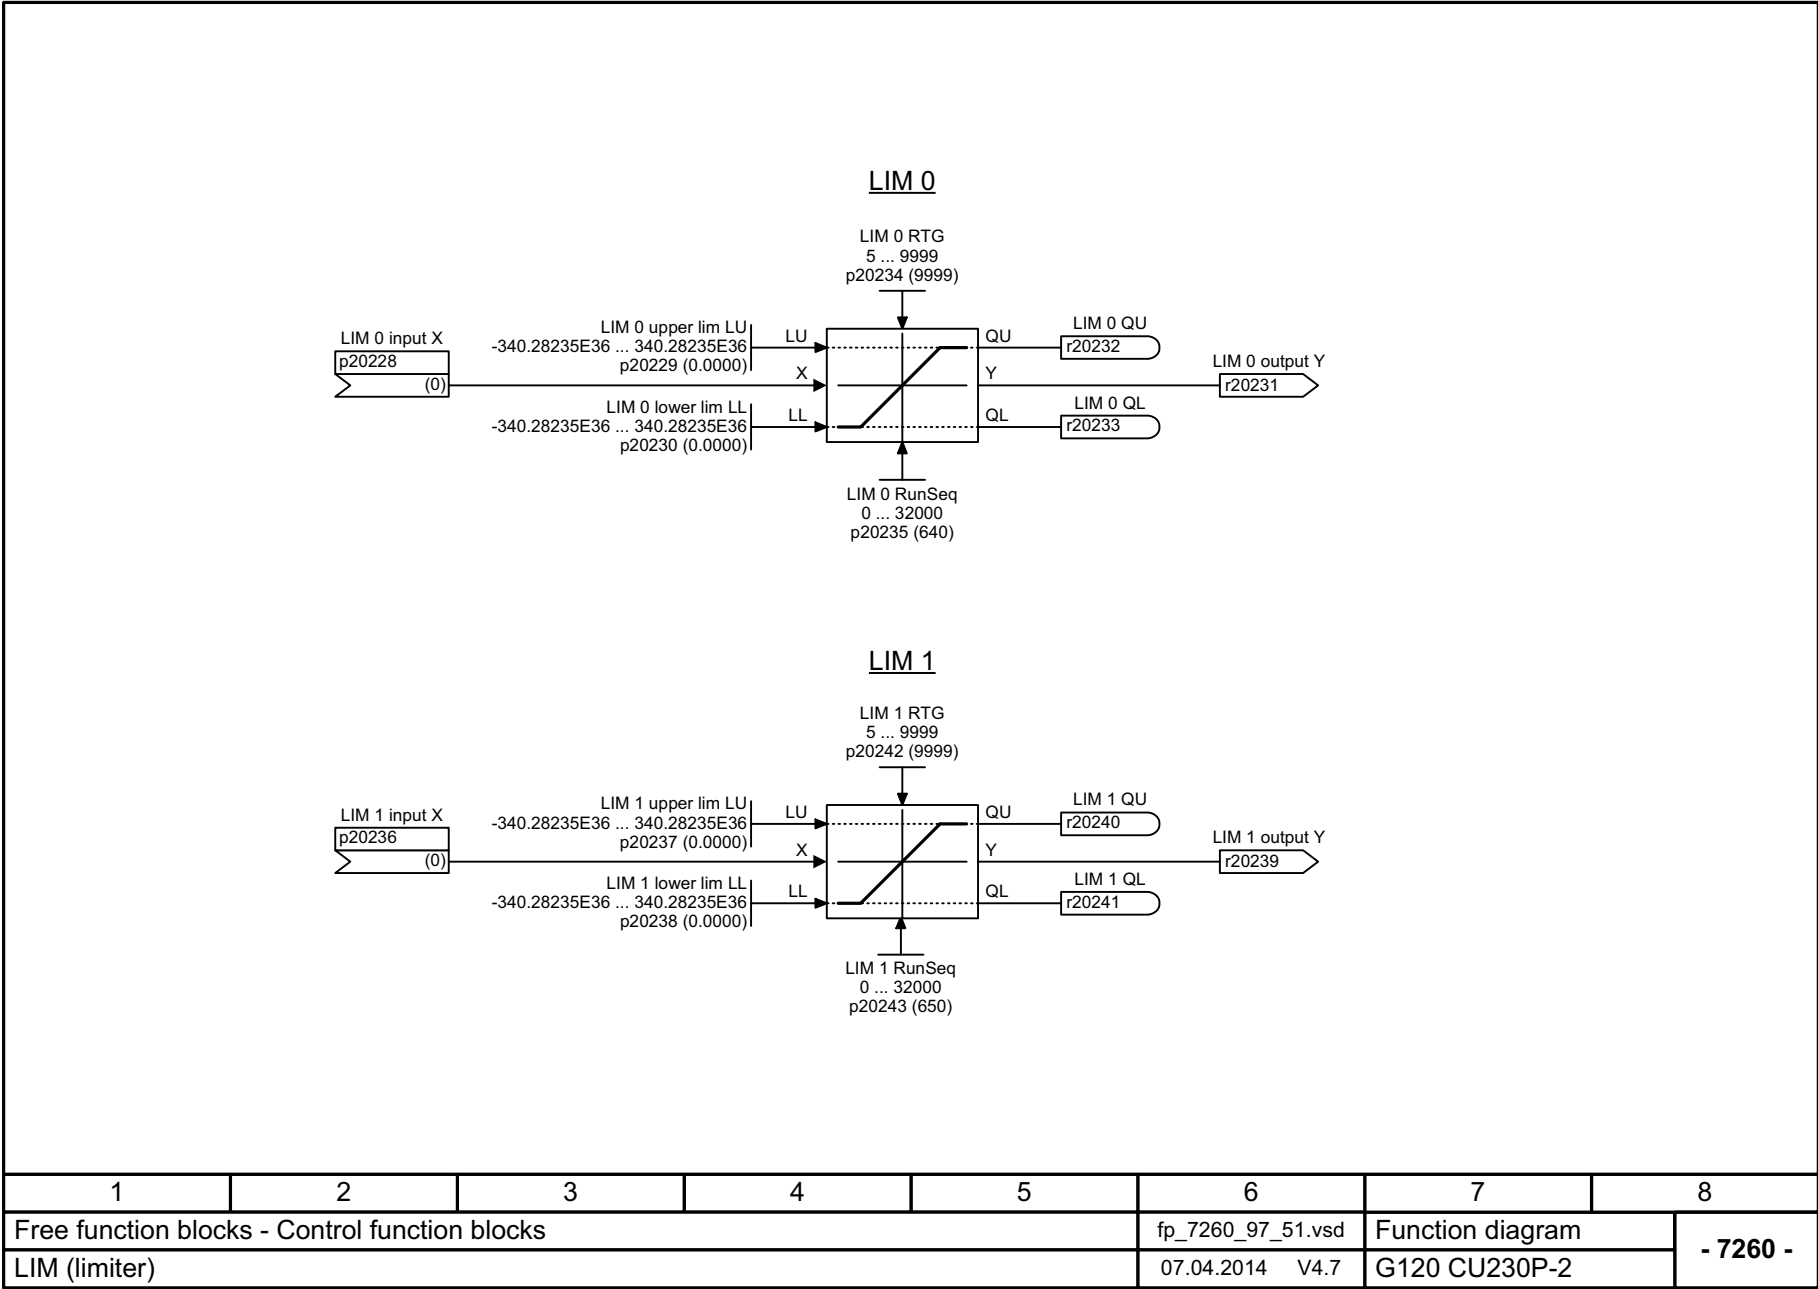 LIM 0
LIM 0 RTG
5 ... 9999
p20234 (9999)
LIM 0 input X
p20228
(0)
LIM 0 upper lim LU
-340.28235E36 ... 340.28235E36
p20229 (0.0000)
LIM 0 lower lim LL
-340.28235E36 ... 340.28235E36
p20230 (0.0000)
LU
X
LL
QU
Y
QL
LIM 0 QU
r20232
LIM 0 output Y
r20231
LIM 0 QL
r20233
LIM 0 RunSeq
0 ... 32000
p20235 (640)
LIM 1
LIM 1 RTG
5 ... 9999
p20242 (9999)
LIM 1 input X
p20236
(0)
LIM 1 upper lim LU
-340.28235E36 ... 340.28235E36
p20237 (0.0000)
LIM 1 lower lim LL
-340.28235E36 ... 340.28235E36
p20238 (0.0000)
LU
X
LL
QU
Y
QL
LIM 1 QU
r20240
LIM 1 output Y
r20239
LIM 1 QL
r20241
LIM 1 RunSeq
0 ... 32000
p20243 (650)
1 2 3 4 5 6 7 8
Free function blocks - Control function blocks
fp_7260_97_51.vsd
Function diagram
- 7260 -
LIM (limiter)
07.04.2014 V4.7
G120 CU230P-2